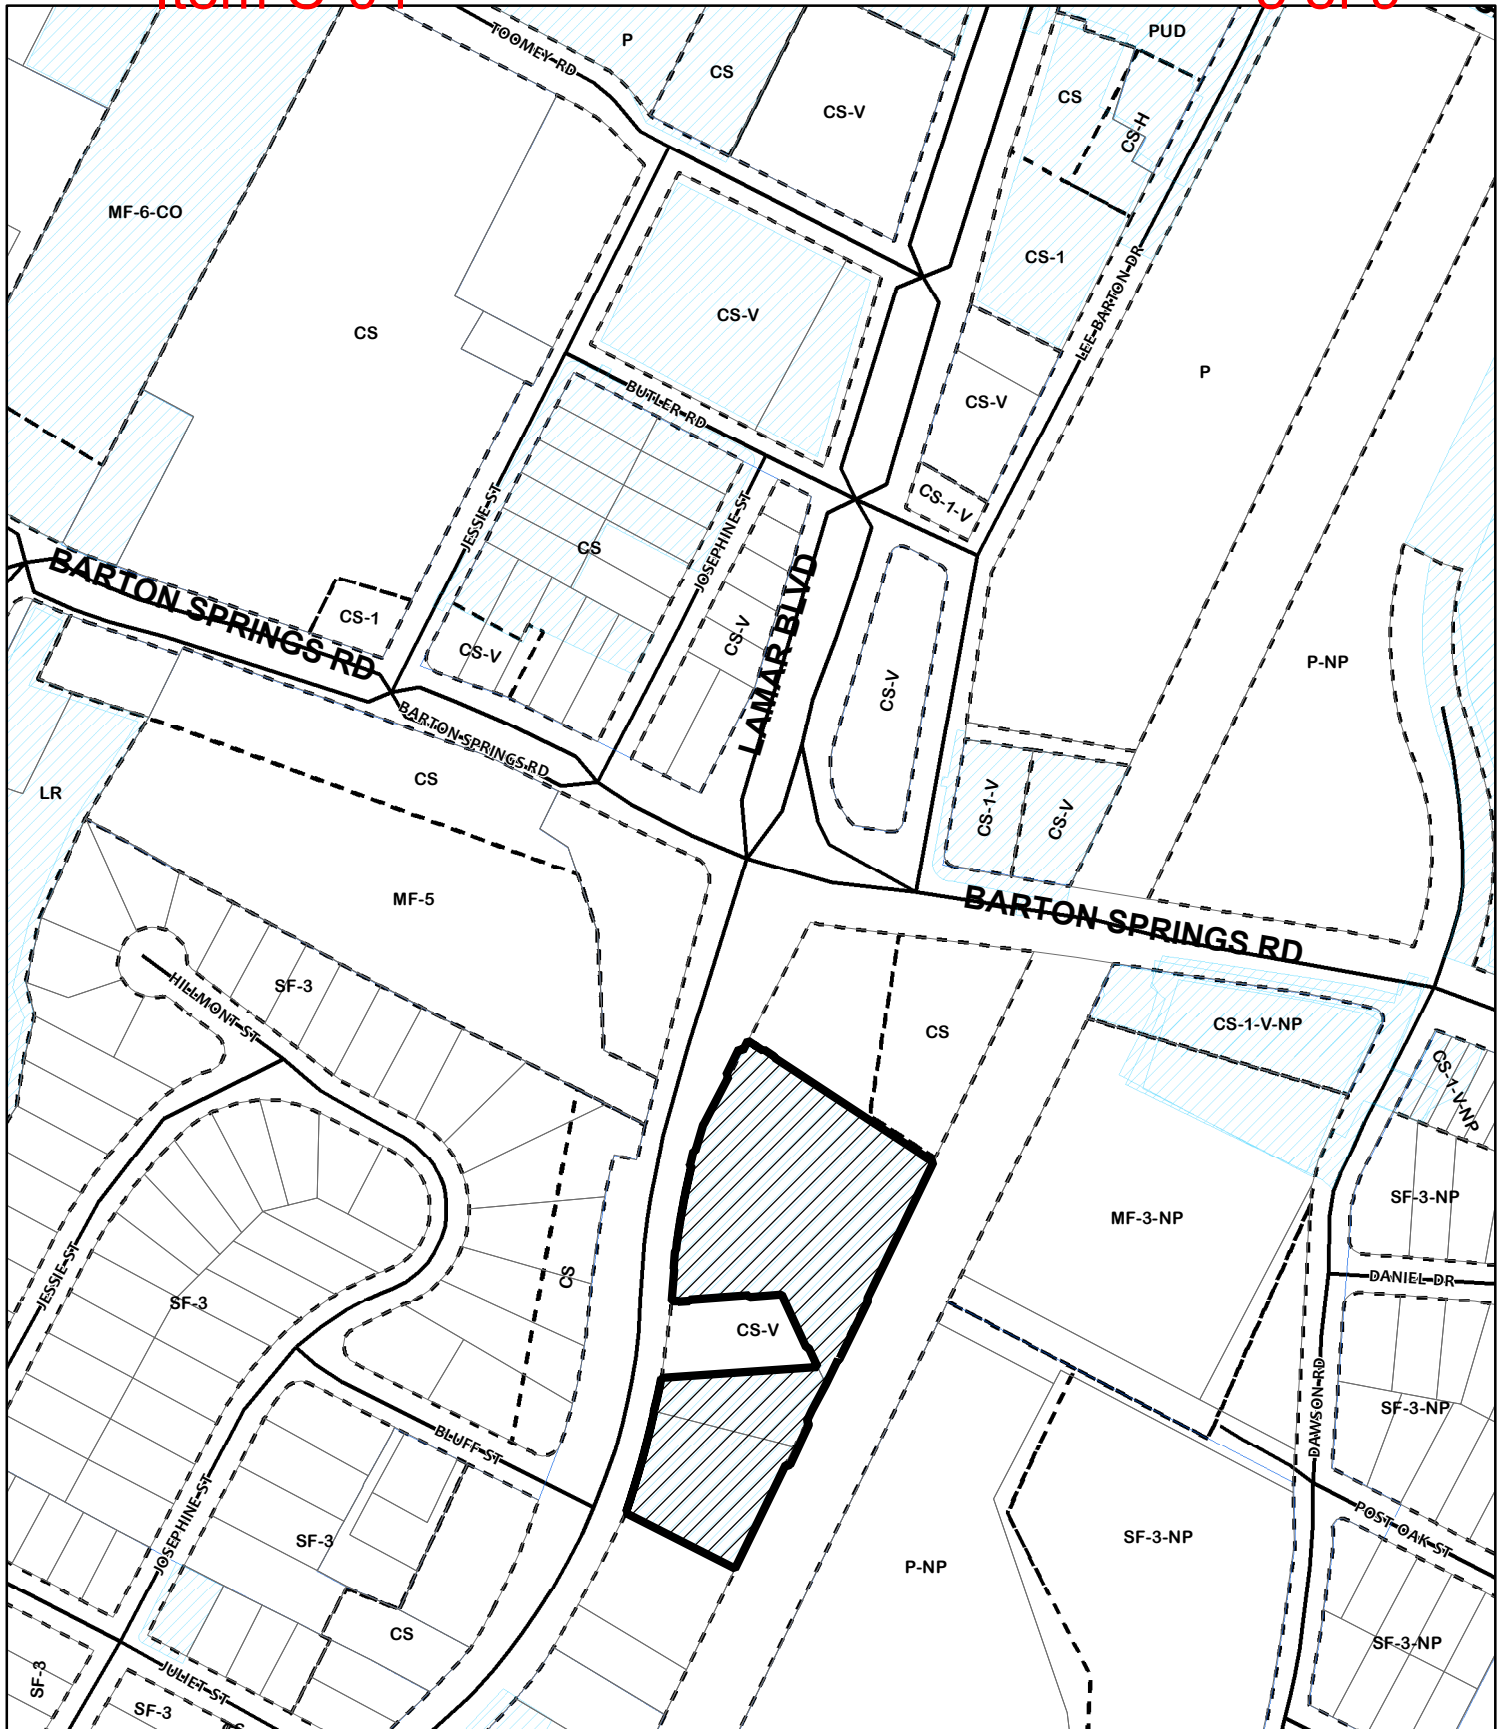 PUD
TOOMEY RD
P
CS
CS
CS-V
CS-H
MF-6-CO
CS-1
LEE BARTON DR
CS-V
CS
P
BUTLER RD
CS-V
CS-1-V
JESSIE ST
JOSEPHINE ST
CS
BARTON SPRINGS RD
CS-1
CS-V
CS-V
LAMAR BLVD
CS-V
P-NP
BARTON SPRINGS RD
CS
LR
CS-1-V
CS-V
MF-5
BARTON SPRINGS RD
SF-3
HILLMONT ST
CS
CS-1-V-NP
CS-1-V-NP
SF-3-NP
MF-3-NP
JESSIE ST
SF-3
CS
DANIEL DR
CS-V
DAWSON RD
SF-3-NP
BLUFF ST
JOSEPHINE ST
SF-3
POST OAK ST
SF-3-NP
P-NP
CS
SF-3-NP
SF-3
JULIET ST
SF-3